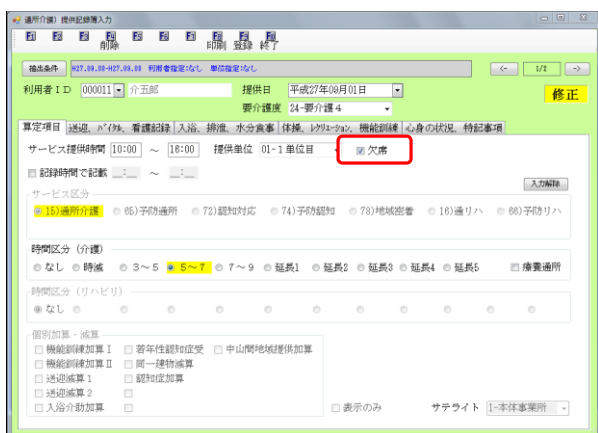 通所介護）提供記録簿入力
F1 F2 F3 F4 F5 F6 F7 F8 F9
削除 印刷 登録 終了
抽出条件 H27.09.08-H27.09.08 利用者指定:なし 単位指定:なし <- 1/2 ->
利用者ＩＤ 000011 介五郎 提供日 平成27年09月01日 修正
要介護度 24-要介護４
算定項目 送迎、バイタル、看護記録 入浴、排泄、水分食事 体操、レクリエーション、機能訓練 心身の状況、特記事項
サービス提供時間 10:00 ～ 16:00 提供単位 01-１単位目 欠席
記録時間で記載 __:__ ～ __:__
入力解除
サービス区分
15)通所介護 65)予防通所 72)認知対応 74)予防認知 78)地域密着 16)通リハ 66)予防リハ
時間区分（介護）
なし 時減 ３～５ ５～７ ７～９ 延長1 延長2 延長3 延長4 延長5 療養通所
時間区分（リハビリ）
なし
個別加算・減算
機能訓練加算Ⅰ 若年性認知症受 中山間地域提供加算
機能訓練加算Ⅱ 同一建物減算
送迎減算１ 認知症加算
送迎減算２
入浴介助加算 表示のみ サテライト 1-本体事業所